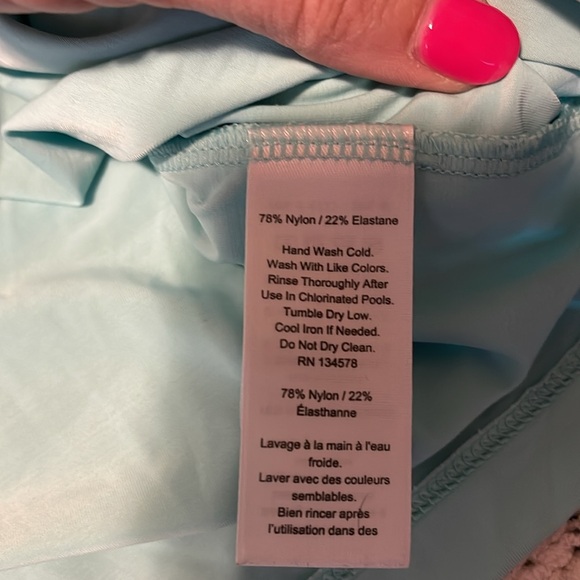 78% Nylon / 22% Elastane
Hand Wash Cold.
Wash With Like Colors.
Rinse Thoroughly After
Use In Chlorinated Pools.
Tumble Dry Low.
Cool Iron If Needed.
Do Not Dry Clean.
RN 134578
78% Nylon / 22%
Élasthanne
Lavage à la main à l'eau
froide.
Laver avec des couleurs
semblables.
Bien rincer après
l'utilisation dans des